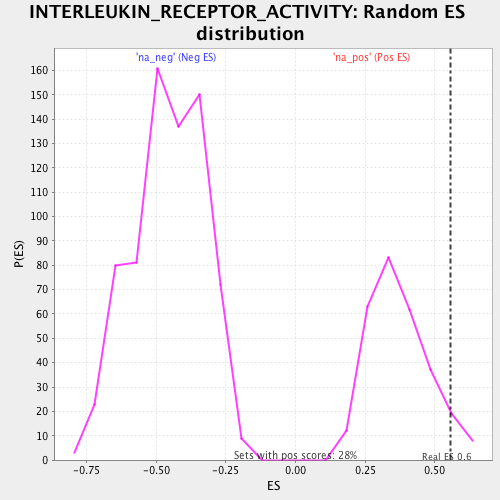 INTERLEUKIN_RECEPTOR_ACTIVITY: Random ES
distribution
'na_neg' (Neg ES)
'na_pos' (Pos ES)
160
150
140
130
120
110
100
90
80
70
60
50
40
30
20
10
0
P(ES)
Sets with pos scores: 28%
Real ES 0.6
-0.75
-0.50
-0.25
0.00
0.25
0.50
ES